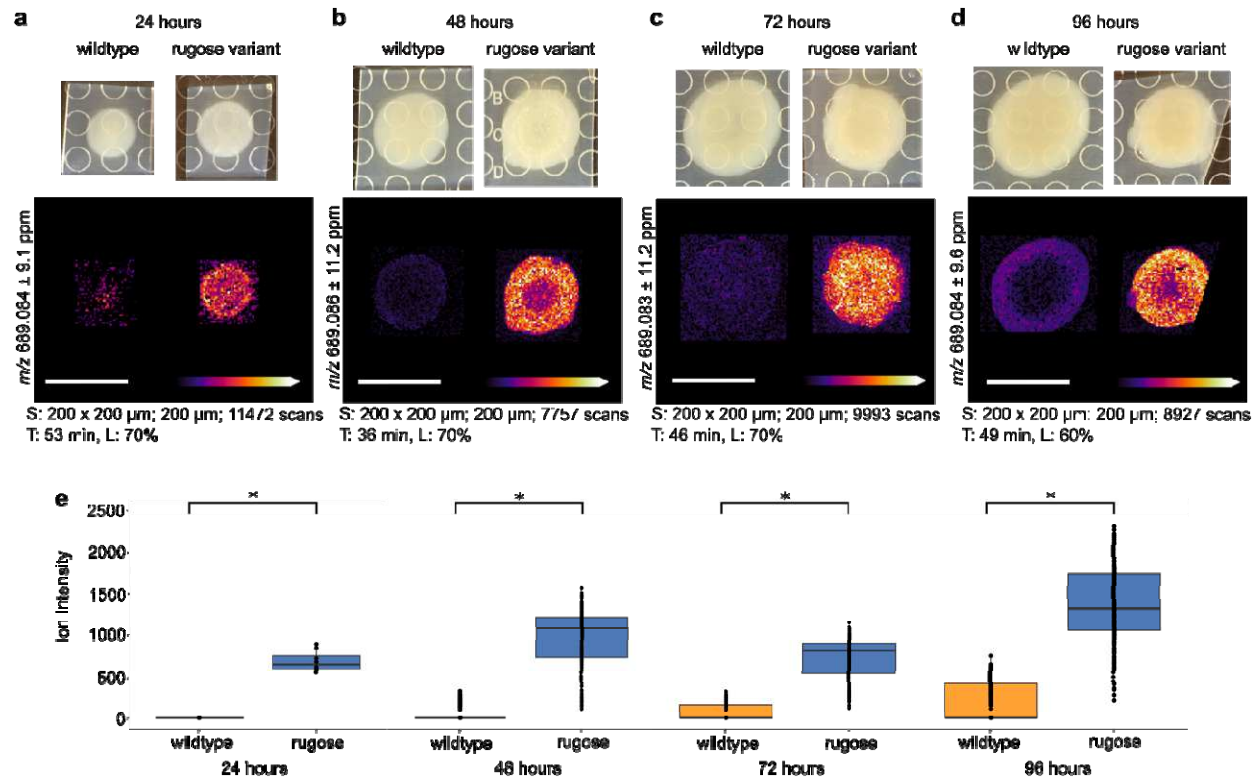 a
24 hours
wildtype
rugose variant
b
48 hours
wildtype
rugose variant
c
72 hours
wildtype
rugose variant
d
96 hours
wildtype
rugose variant
B
C
D
m/z 689.084 ± 9.1 ppm
m/z 689.086 ± 11.2 ppm
m/z 689.083 ± 11.2 ppm
m/z 689.084 ± 9.6 ppm
S: 200 x 200 µm; 200 µm; 11472 scans
T: 53 min, L: 70%
S: 200 x 200 µm; 200 µm; 7757 scans
T: 36 min, L: 70%
S: 200 x 200 µm; 200 µm; 9993 scans
T: 46 min, L: 70%
S: 200 x 200 µm; 200 µm; 8927 scans
T: 49 min, L: 60%
e
* * * *
Ion Intensity
2500
2000
1500
1000
500
0
wildtype rugose wildtype rugose wildtype rugose wildtype rugose
24 hours 48 hours 72 hours 96 hours